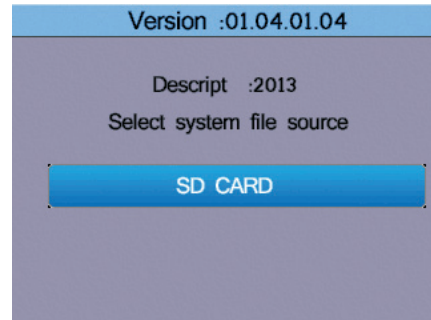 Version :01.04.01.04
Descript :2013
Select system file source
SD CARD